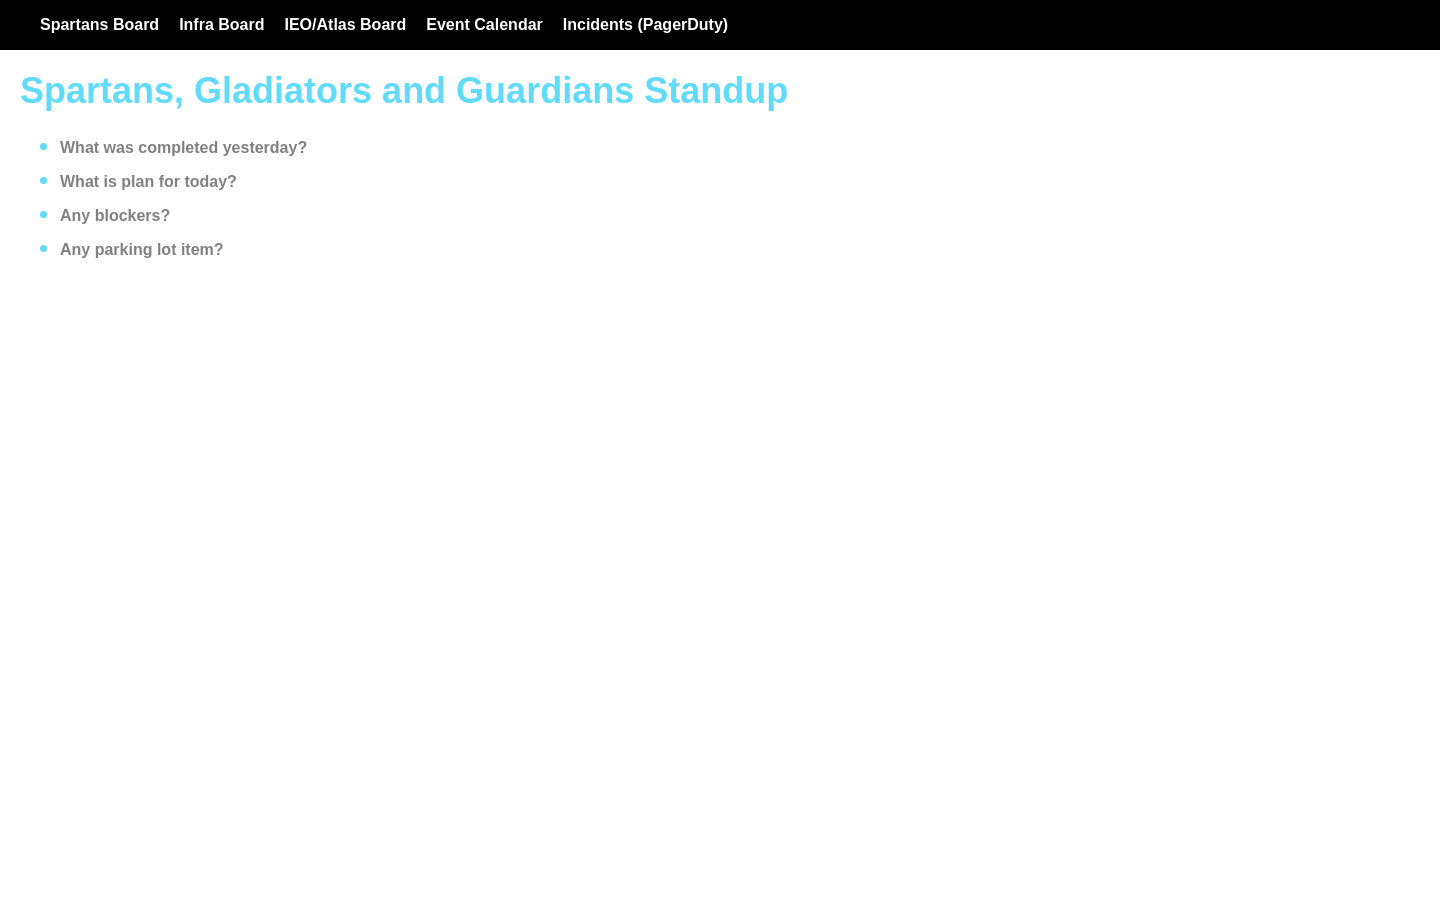 Spartans Board Infra Board IEO/Atlas Board Event Calendar Incidents (PagerDuty)
Spartans, Gladiators and Guardians Standup
What was completed yesterday?
What is plan for today?
Any blockers?
Any parking lot item?